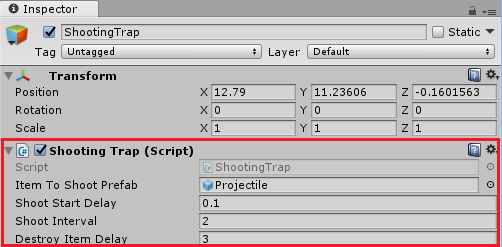 Inspector
ShootingTrap Static
Tag Untagged Layer Default
Transform
Position X 12.79 Y 11.23606 Z -0.1601563
Rotation X 0 Y 0 Z 0
Scale X 1 Y 1 Z 1
Shooting Trap (Script)
Script ShootingTrap
Item To Shoot Prefab Projectile
Shoot Start Delay 0.1
Shoot Interval 2
Destroy Item Delay 3